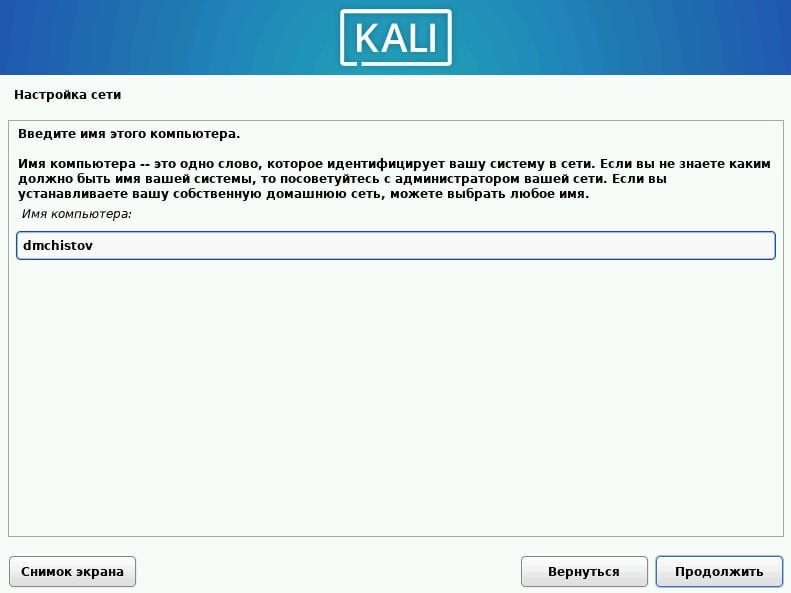 KALI
Настройка сети
Введите имя этого компьютера.
Имя компьютера -- это одно слово, которое идентифицирует вашу систему в сети. Если вы не знаете каким
должно быть имя вашей системы, то посоветуйтесь с администратором вашей сети. Если вы
устанавливаете вашу собственную домашнюю сеть, можете выбрать любое имя.
Имя компьютера:
dmchistov
Снимок экрана
Вернуться
Продолжить